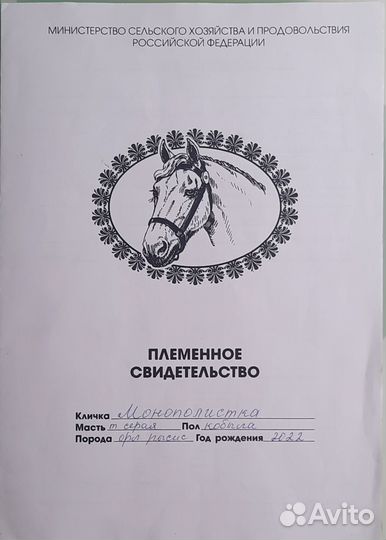 МИНИСТЕРСТВО СЕЛЬСКОГО ХОЗЯЙСТВА И ПРОДОВОЛЬСТВИЯ
РОССИЙСКОЙ ФЕДЕРАЦИИ
ПЛЕМЕННОЕ
СВИДЕТЕЛЬСТВО
Кличка Монополистка
Масть т серая Пол кобыла
Порода орл рысис Год рождения 2022
Avito